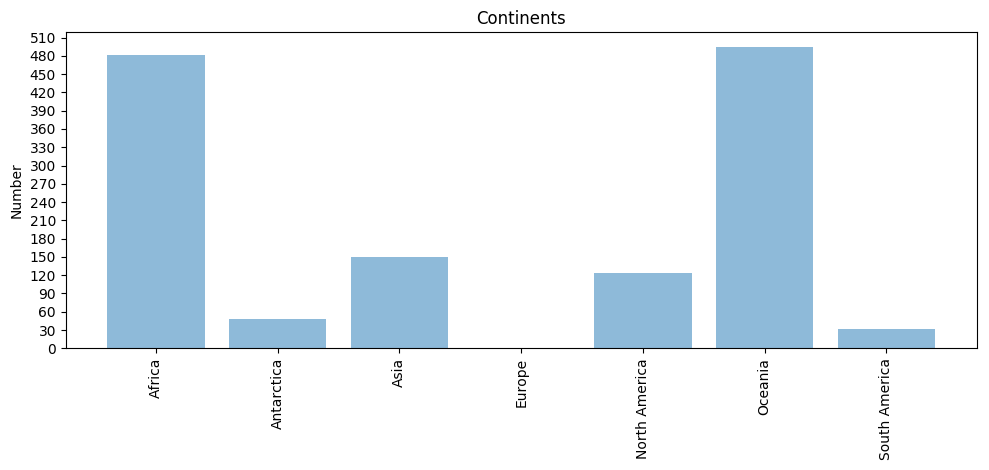 Continents
Number
510
480
450
420
390
360
330
300
270
240
210
180
150
120
90
60
30
0
Africa
Antarctica
Asia
Europe
North America
Oceania
South America